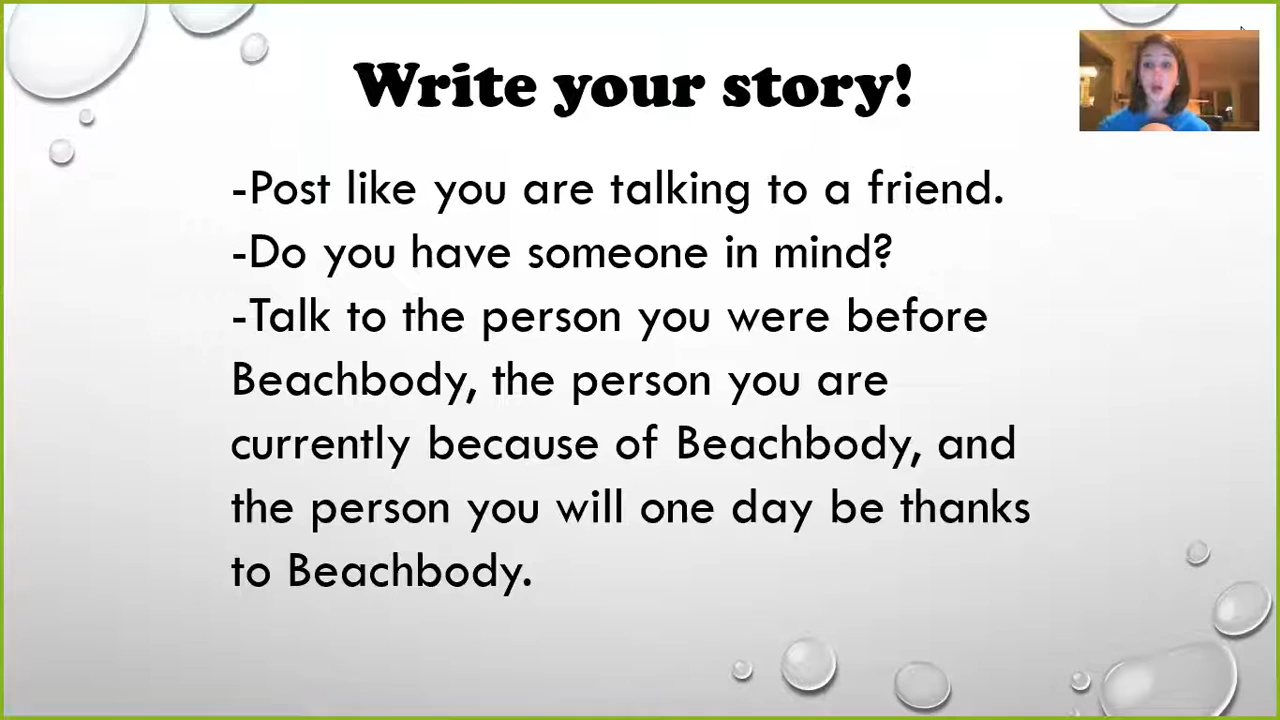 Write your story!
-Post like you are talking to a friend.
-Do you have someone in mind?
-Talk to the person you were before
Beachbody, the person you are
currently because of Beachbody, and
the person you will one day be thanks
to Beachbody.